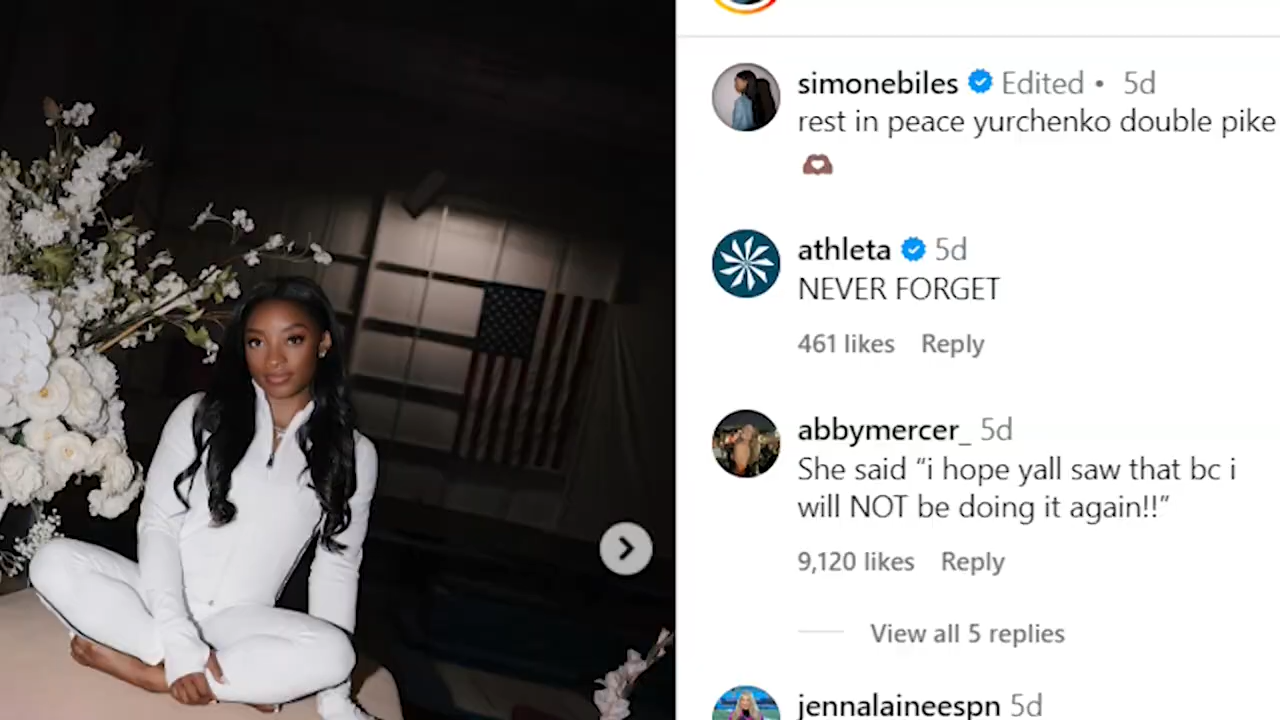 simonebiles Edited • 5d
rest in peace yurchenko double pike
athleta 5d
NEVER FORGET
461 likes Reply
abbymercer_ 5d
She said “i hope yall saw that bc i
will NOT be doing it again!!”
9,120 likes Reply
View all 5 replies
jennalaineespn 5d